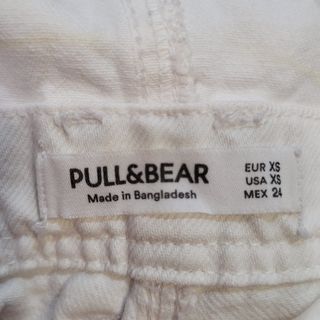 PULL&BEAR
Made in Bangladesh
EUR XS
USA XS
MEX 24